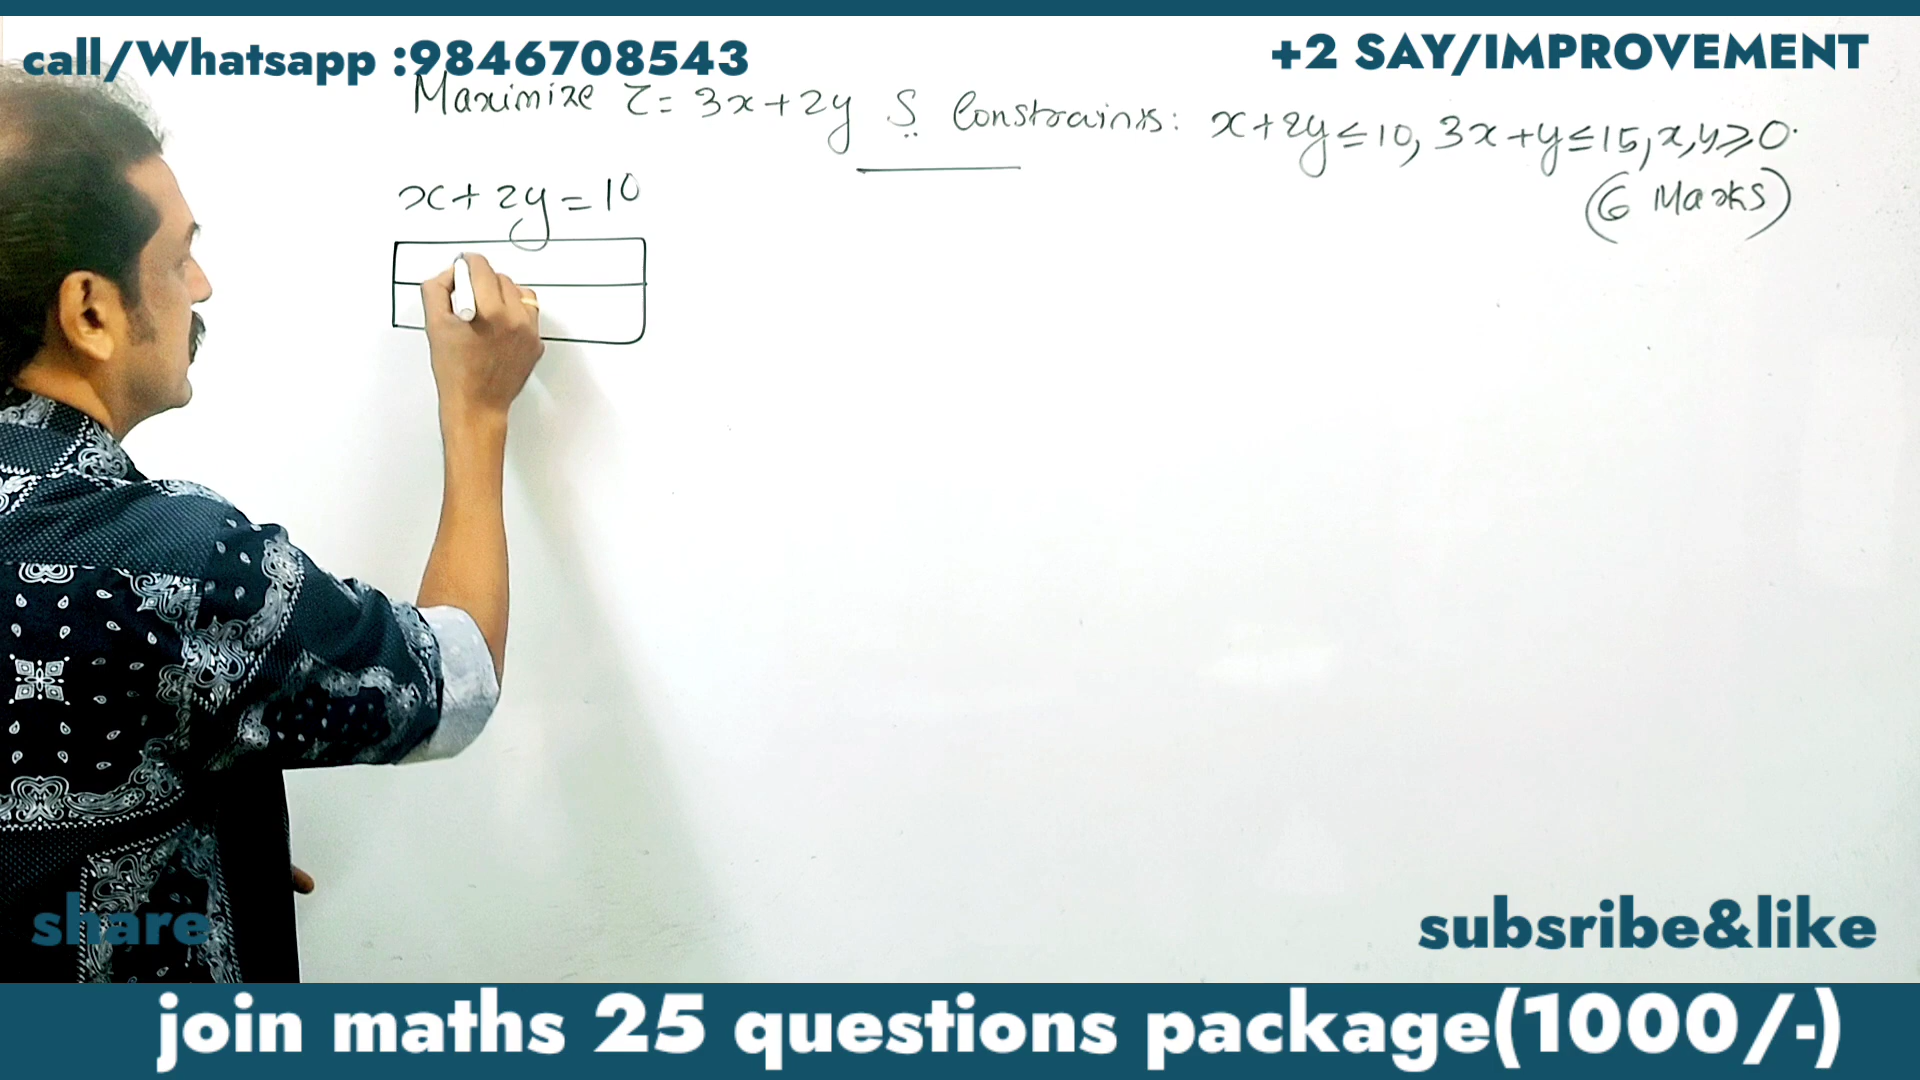 call/Whatsapp :9846708543
+2 SAY/IMPROVEMENT
Maximize Z = 3x+2y S Constraints: x+2y≤10, 3x+y≤15, x,y≥0.
(6 Marks)
x+2y=10
share
subsribe&like
join maths 25 questions package(1000/-)